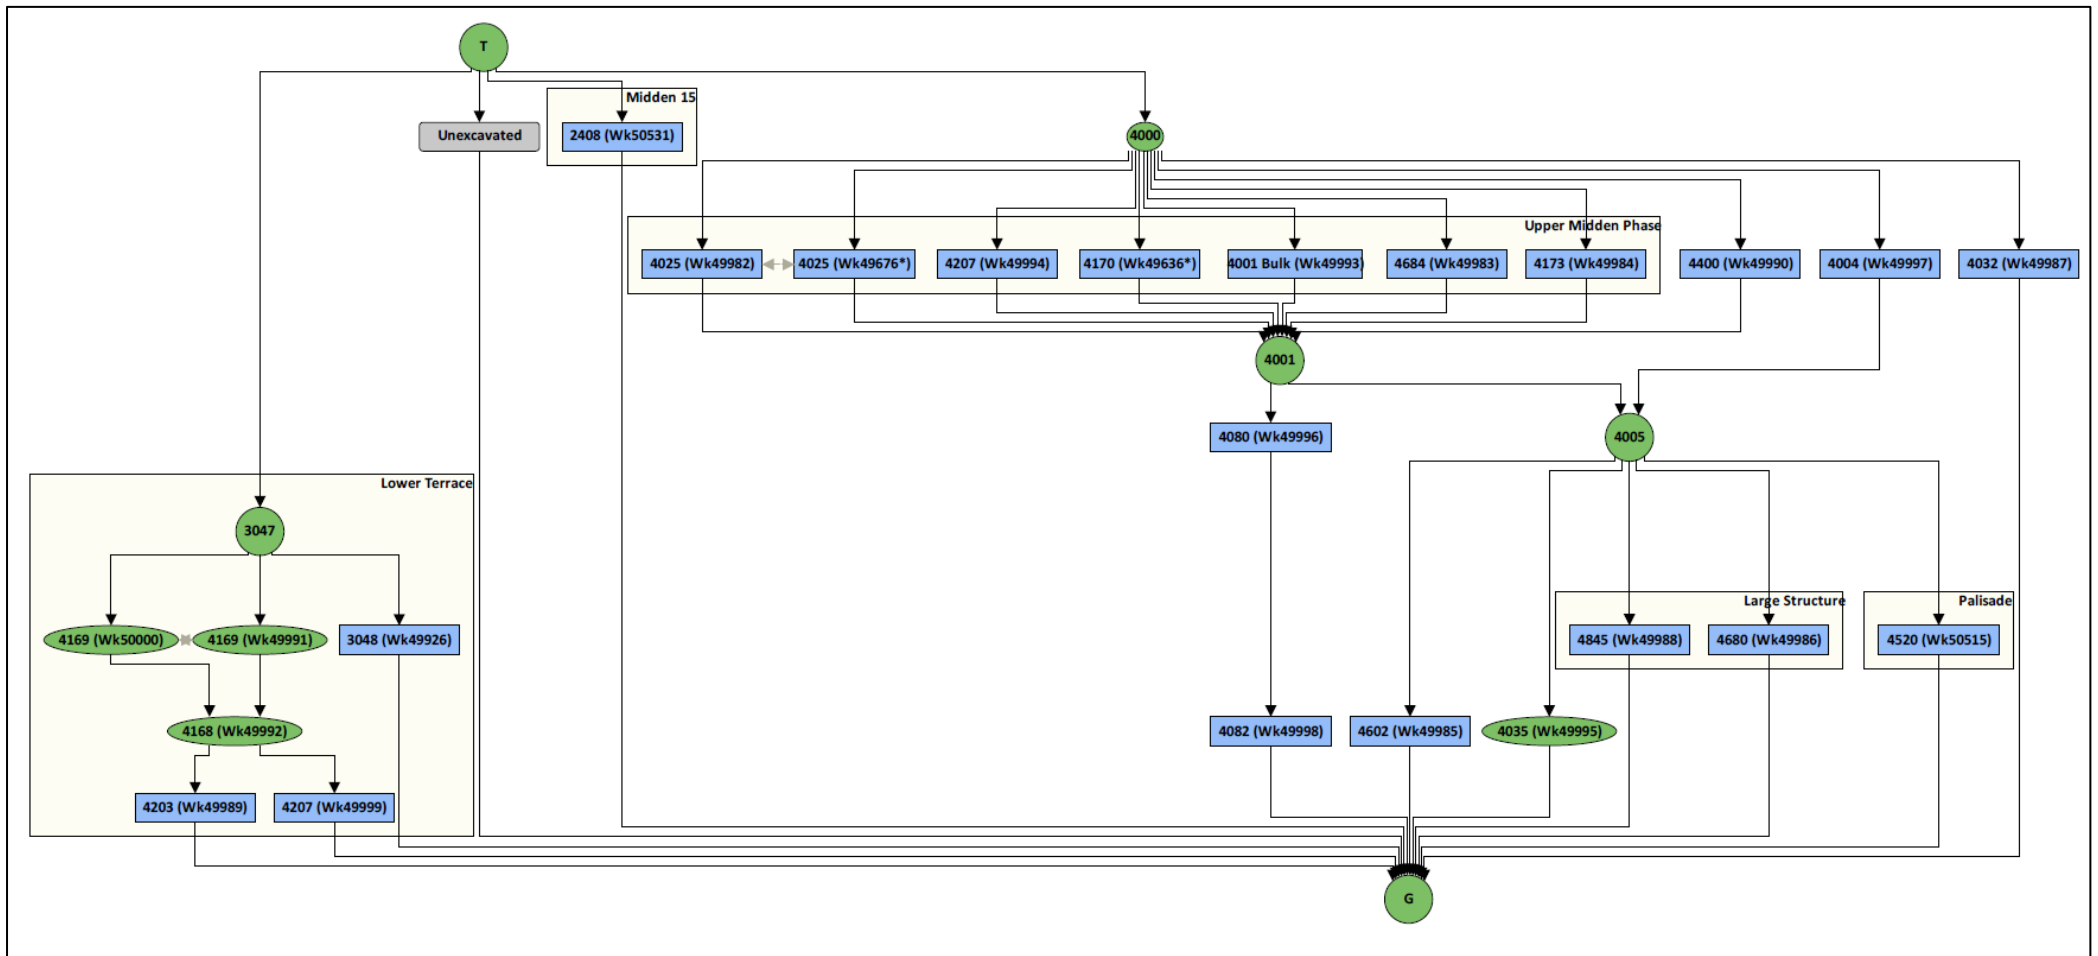 T
Midden 15
Unexcavated
2408 (Wk50531)
4000
Upper Midden Phase
4025 (Wk49982)
4025 (Wk49676*)
4207 (Wk49994)
4170 (Wk49636*)
4001 Bulk (Wk49993)
4684 (Wk49983)
4173 (Wk49984)
4400 (Wk49990)
4004 (Wk49997)
4032 (Wk49987)
4001
4080 (Wk49996)
4005
Lower Terrace
3047
Large Structure
Palisade
4169 (Wk50000)
4169 (Wk49991)
3048 (Wk49926)
4845 (Wk49988)
4680 (Wk49986)
4520 (Wk50515)
4168 (Wk49992)
4082 (Wk49998)
4602 (Wk49985)
4035 (Wk49995)
4203 (Wk49989)
4207 (Wk49999)
G